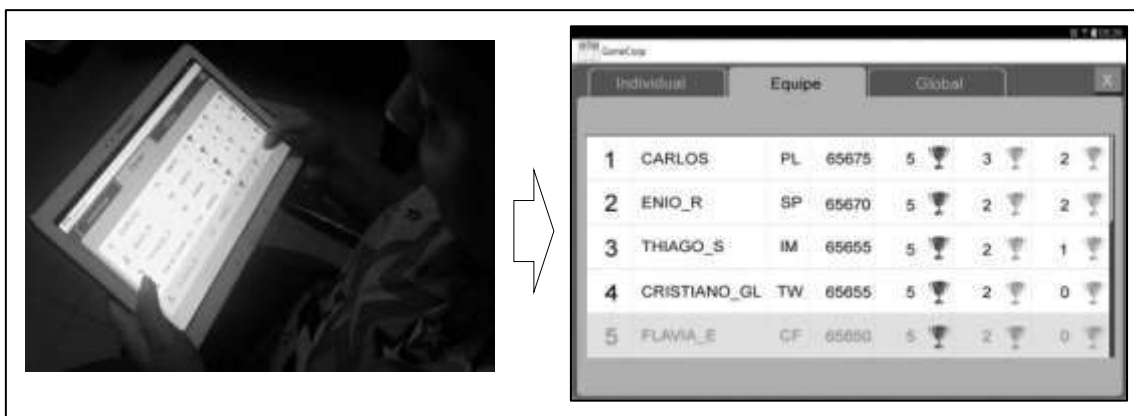 GameCorp
Individual Equipe Global X
1 CARLOS PL 65675 5 3 2
2 ENIO_R SP 65670 5 2 2
3 THIAGO_S IM 65655 5 2 1
4 CRISTIANO_GL TW 65655 5 2 0
5 FLAVIA_E CF 65650 5 2 0